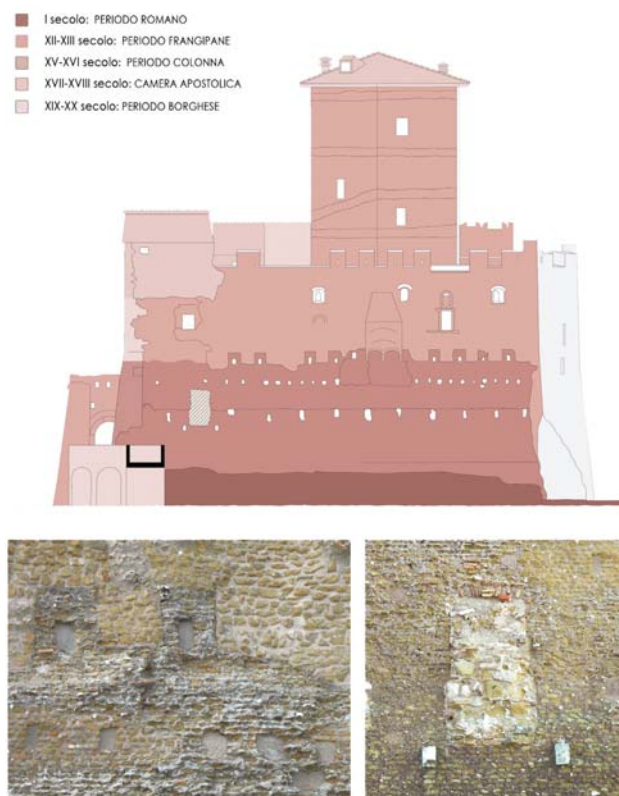 I secolo: PERIODO ROMANO
XII-XIII secolo: PERIODO FRANGIPANE
XV-XVI secolo: PERIODO COLONNA
XVII-XVIII secolo: CAMERA APOSTOLICA
XIX-XX secolo: PERIODO BORGHESE